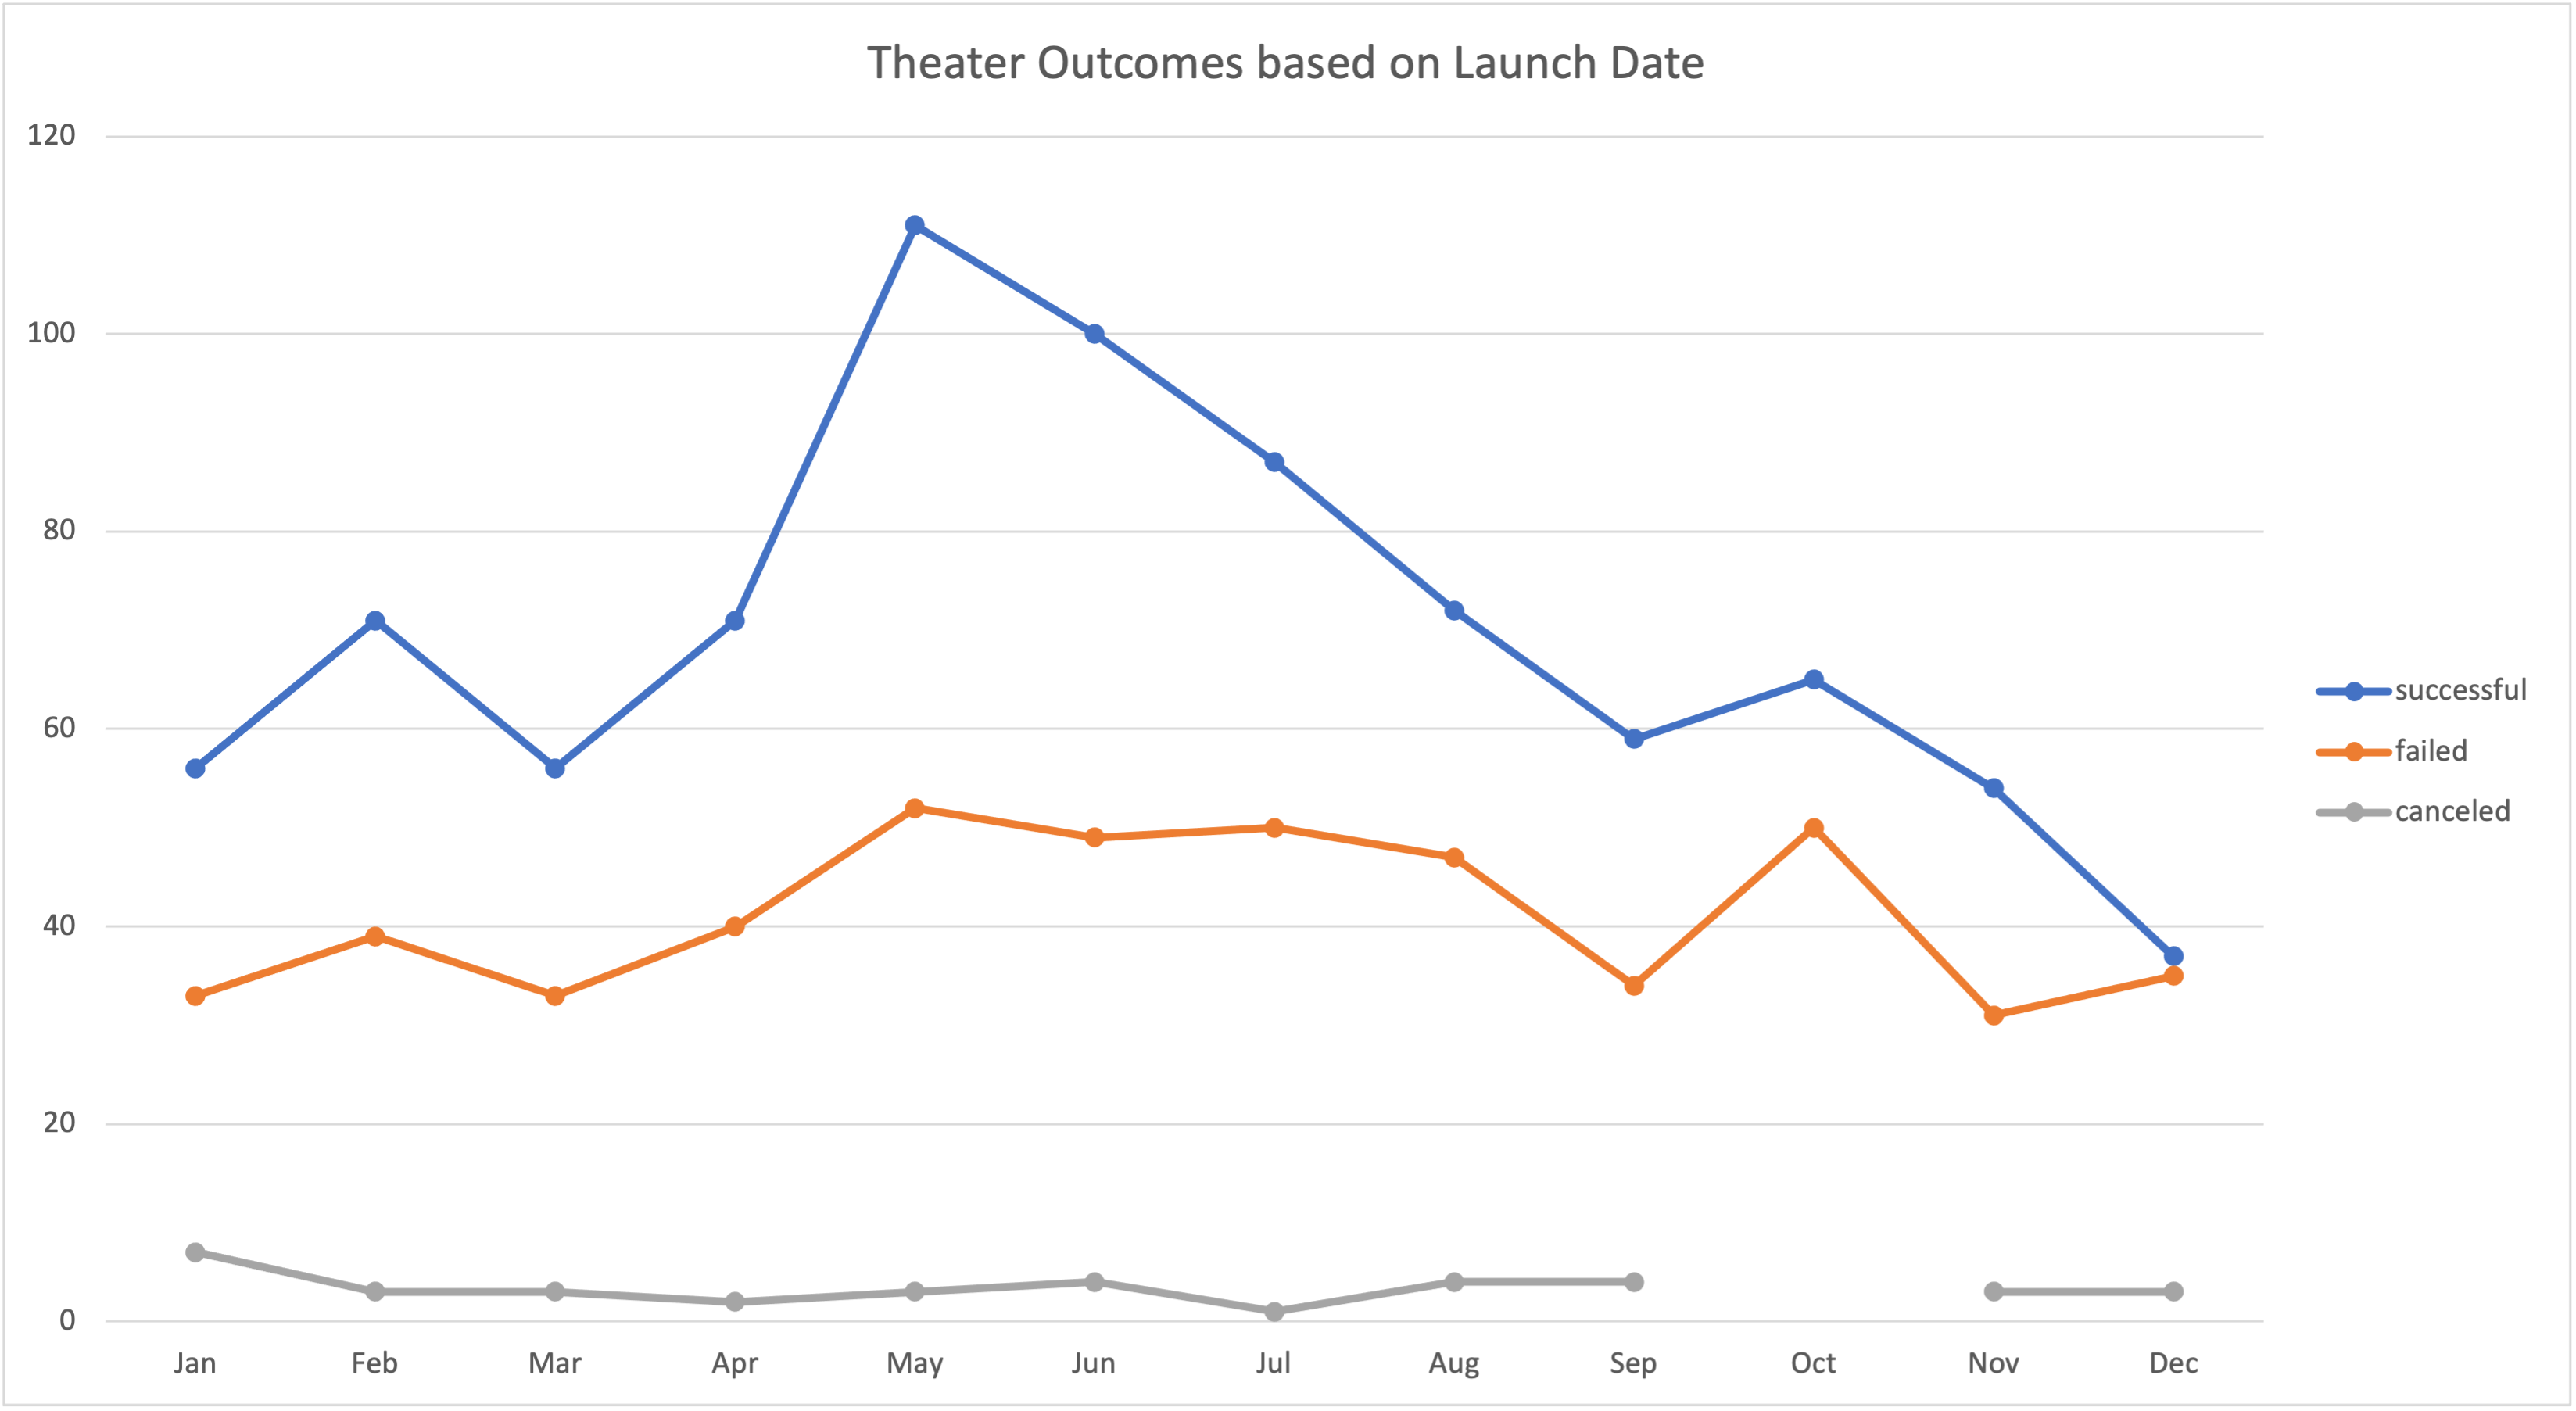 Theater Outcomes based on Launch Date
120
100
80
60
40
20
0
Jan Feb Mar Apr May Jun Jul Aug Sep Oct Nov Dec
successful
failed
canceled